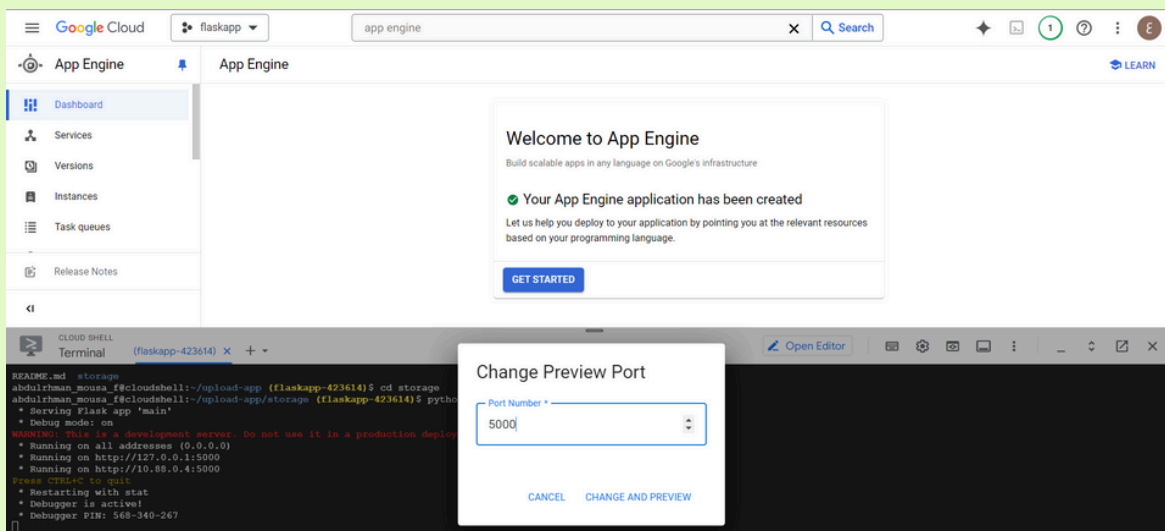 Google Cloud
flaskapp
app engine
Search
1
?
ع
App Engine
App Engine
LEARN
Dashboard
Services
Versions
Instances
Task queues
Release Notes
Welcome to App Engine
Build scalable apps in any language on Google's infrastructure
Your App Engine application has been created
Let us help you deploy to your application by pointing you at the relevant resources
based on your programming language.
GET STARTED
CLOUD SHELL
Terminal
(flaskapp-423614)
Open Editor
README.md storage
abdulrhman_mousa_f@cloudshell:~/upload-app (flaskapp-423614)$ cd storage
abdulrhman_mousa_f@cloudshell:~/upload-app/storage (flaskapp-423614)$ pytho
* Serving Flask app 'main'
* Debug mode: on
WARNING: This is a development server. Do not use it in a production deploy
* Running on all addresses (0.0.0.0)
* Running on http://127.0.0.1:5000
* Running on http://10.88.0.4:5000
Press CTRL+C to quit
* Restarting with stat
* Debugger is active!
* Debugger PIN: 568-340-267
Change Preview Port
Port Number *
5000
CANCEL
CHANGE AND PREVIEW